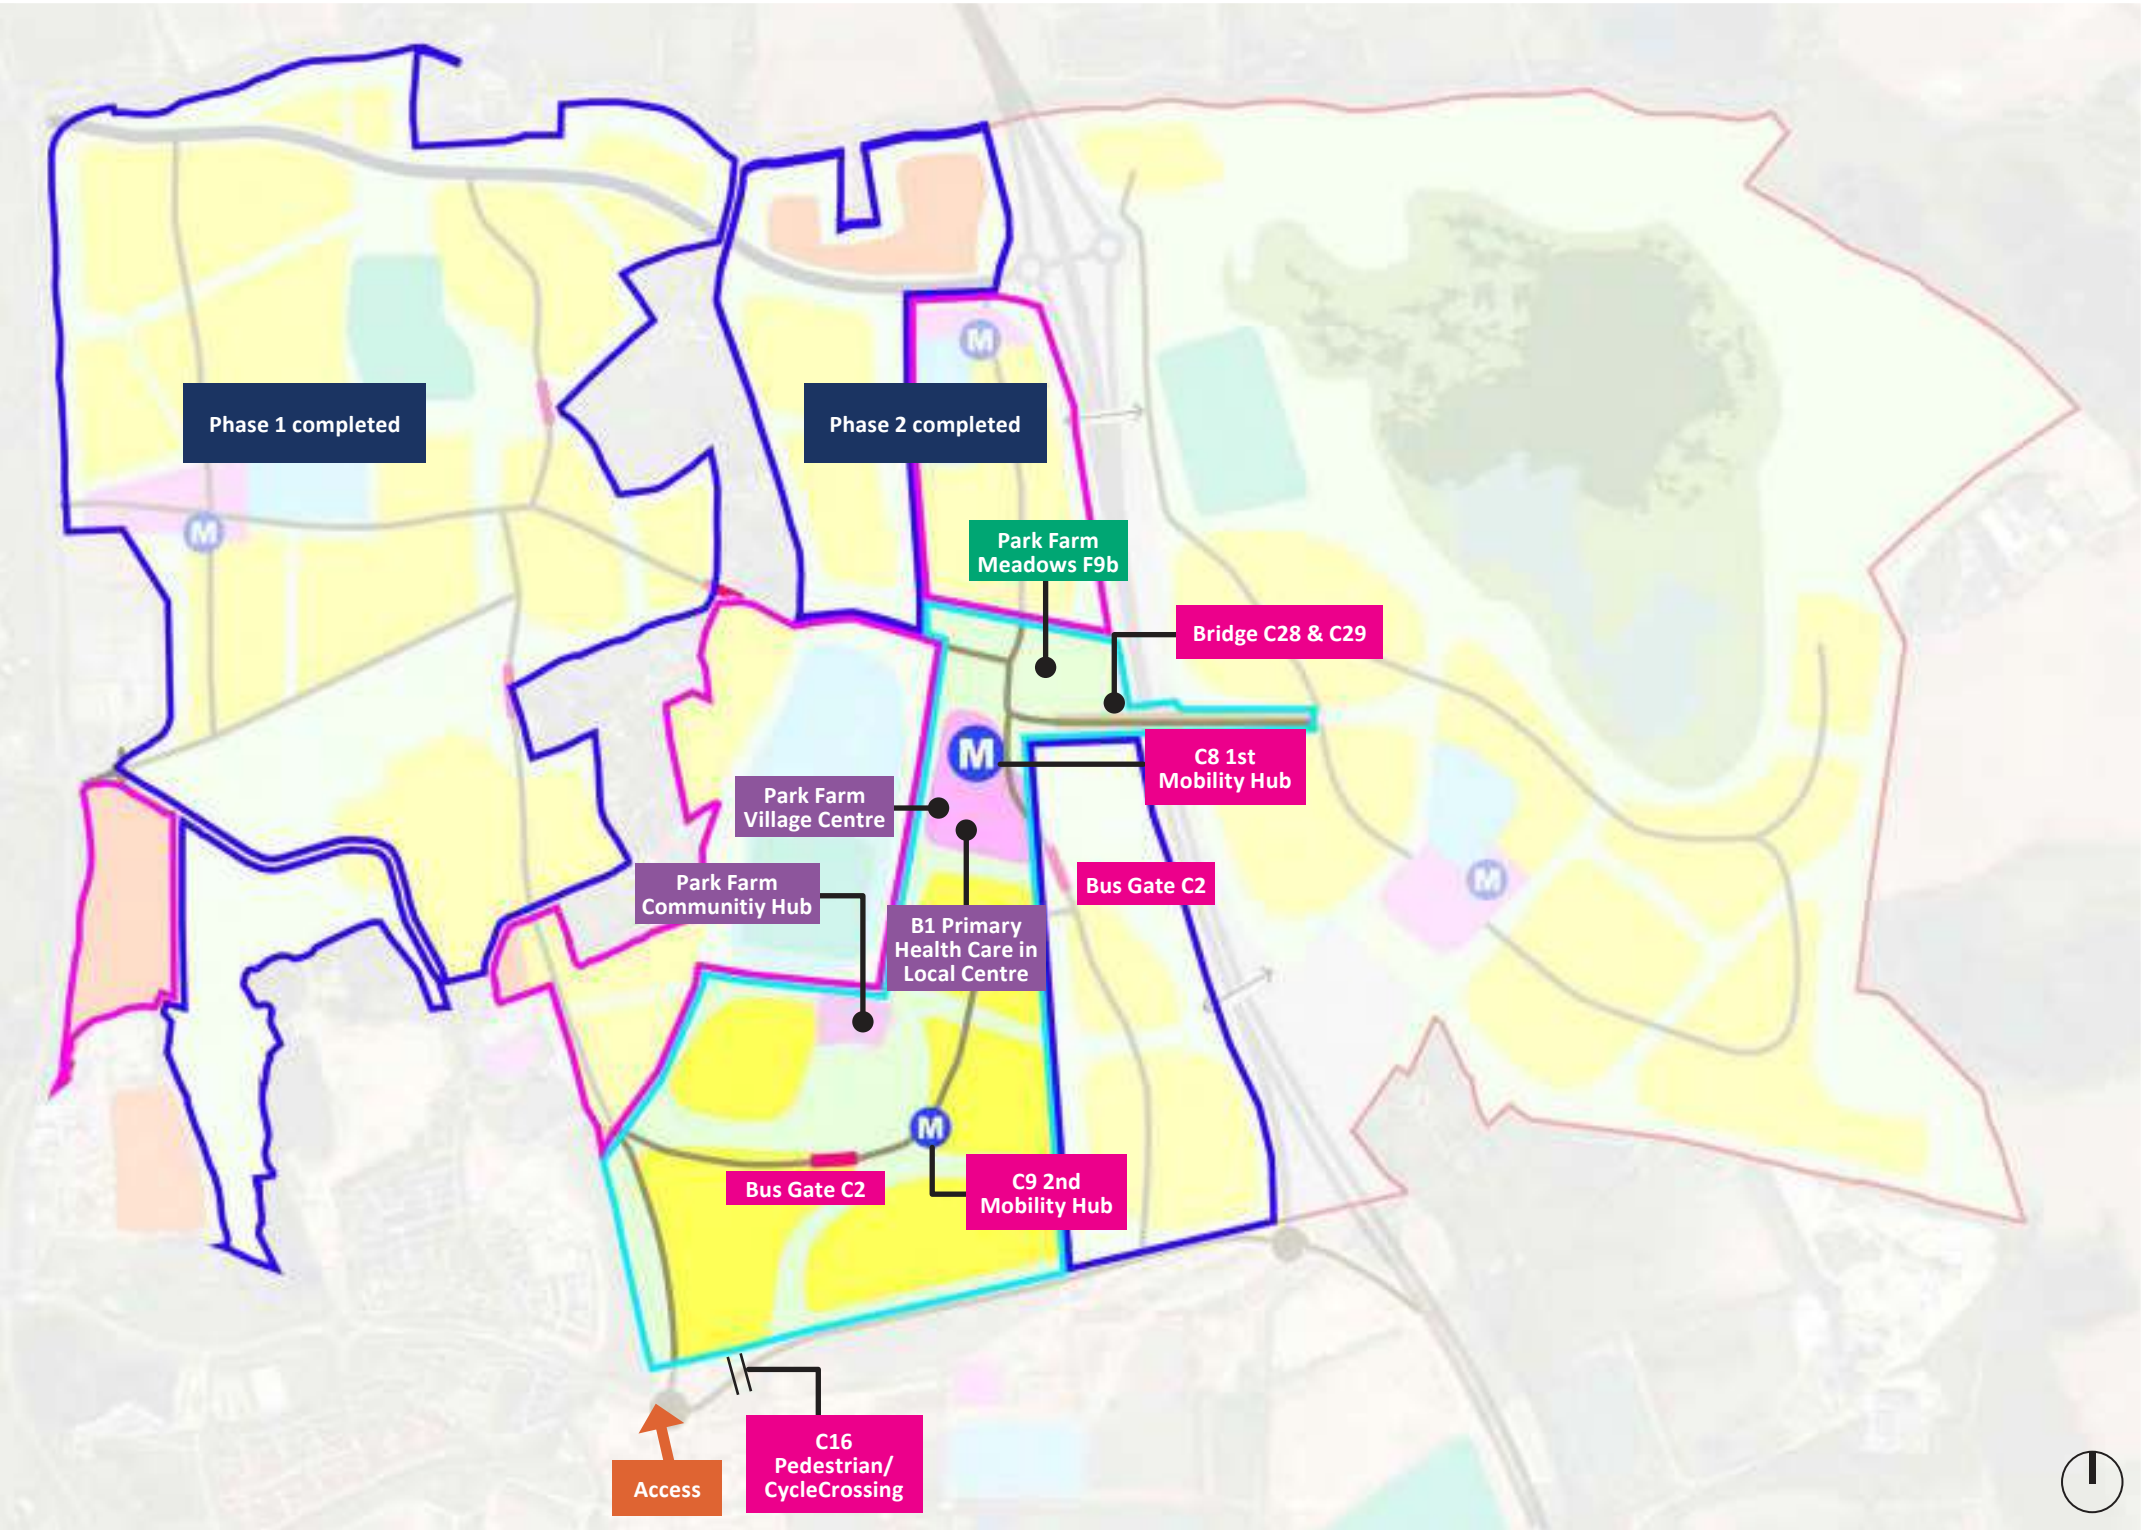 Phase 1 completed
Phase 2 completed
M
M
Park Farm
Meadows F9b
Bridge C28 & C29
M
C8 1st
Mobility Hub
Park Farm
Village Centre
Park Farm
Communitiy Hub
Bus Gate C2
M
B1 Primary
Health Care in
Local Centre
M
Bus Gate C2
C9 2nd
Mobility Hub
C16
Pedestrian/
CycleCrossing
Access